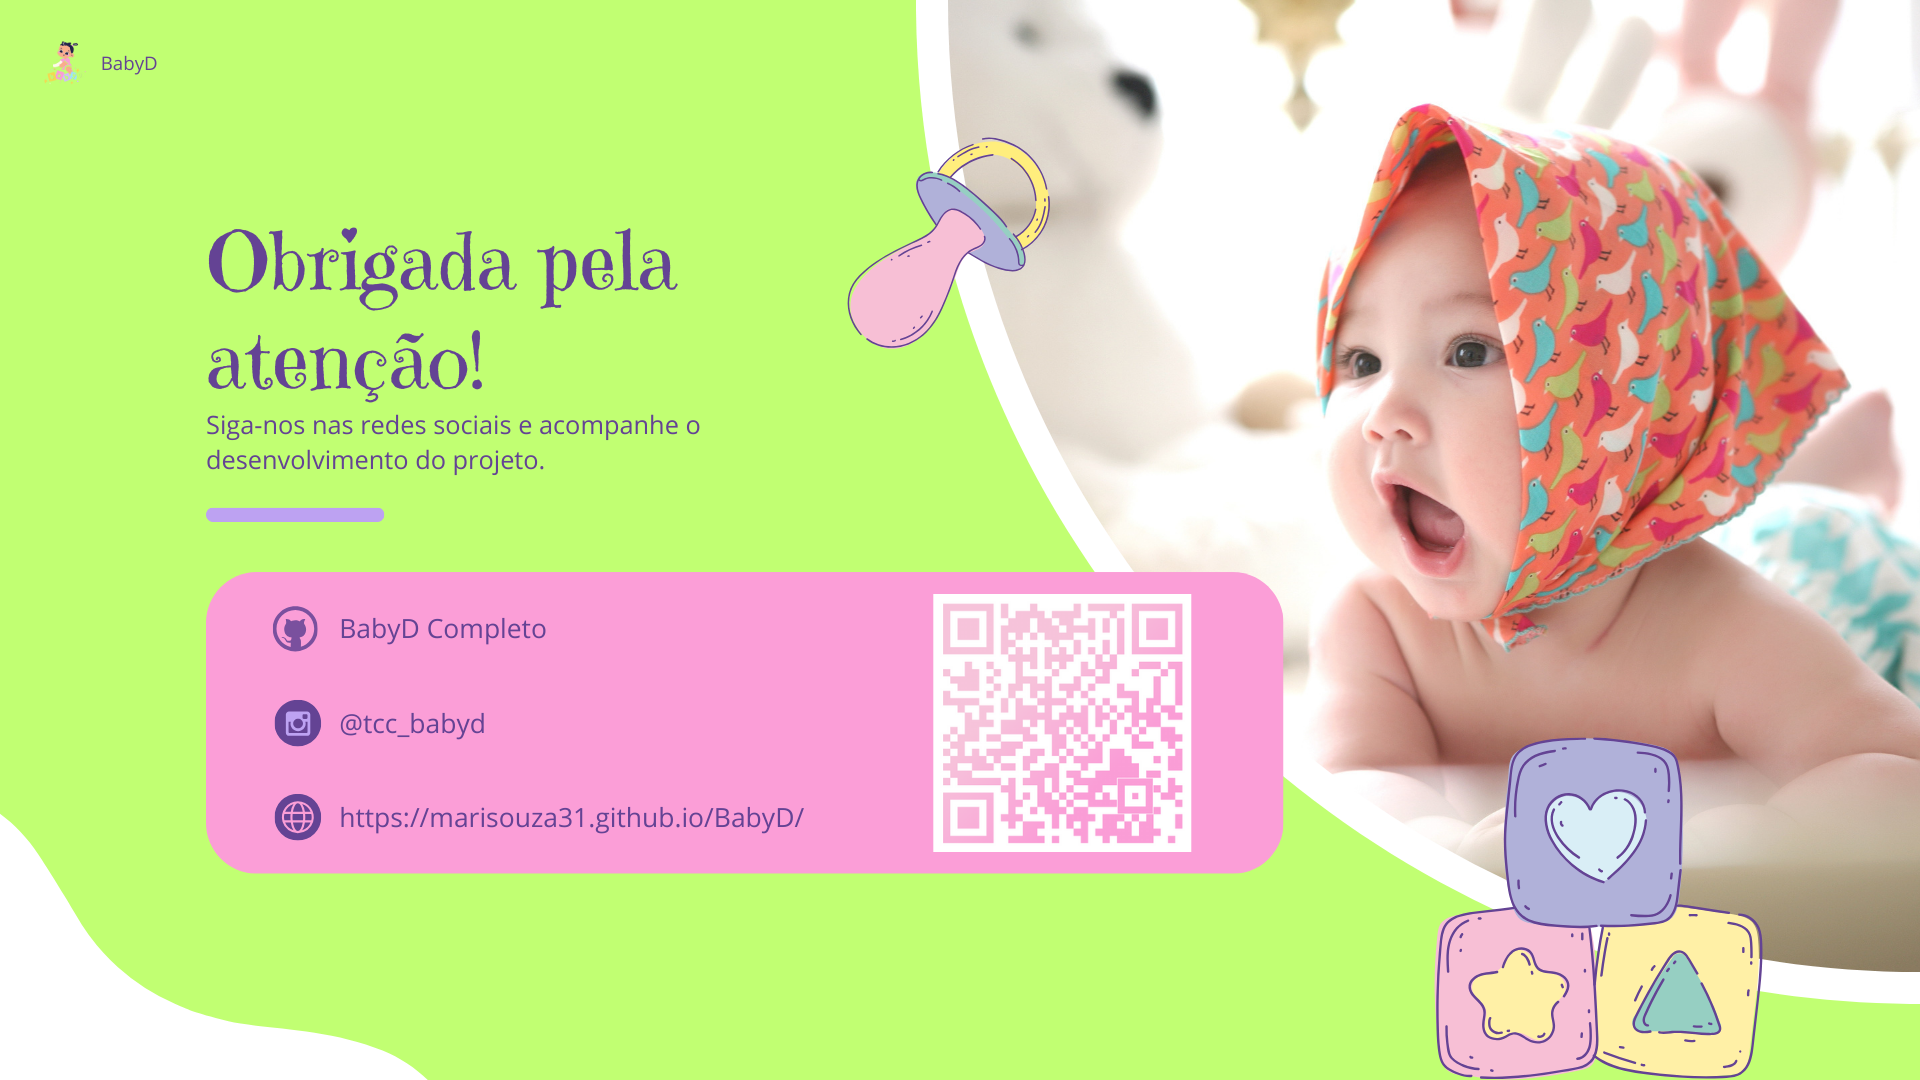 BabyD
Obrigada pela
atenção!
Siga-nos nas redes sociais e acompanhe o
desenvolvimento do projeto.
BabyD Completo
@tcc_babyd
https://marisouza31.github.io/BabyD/